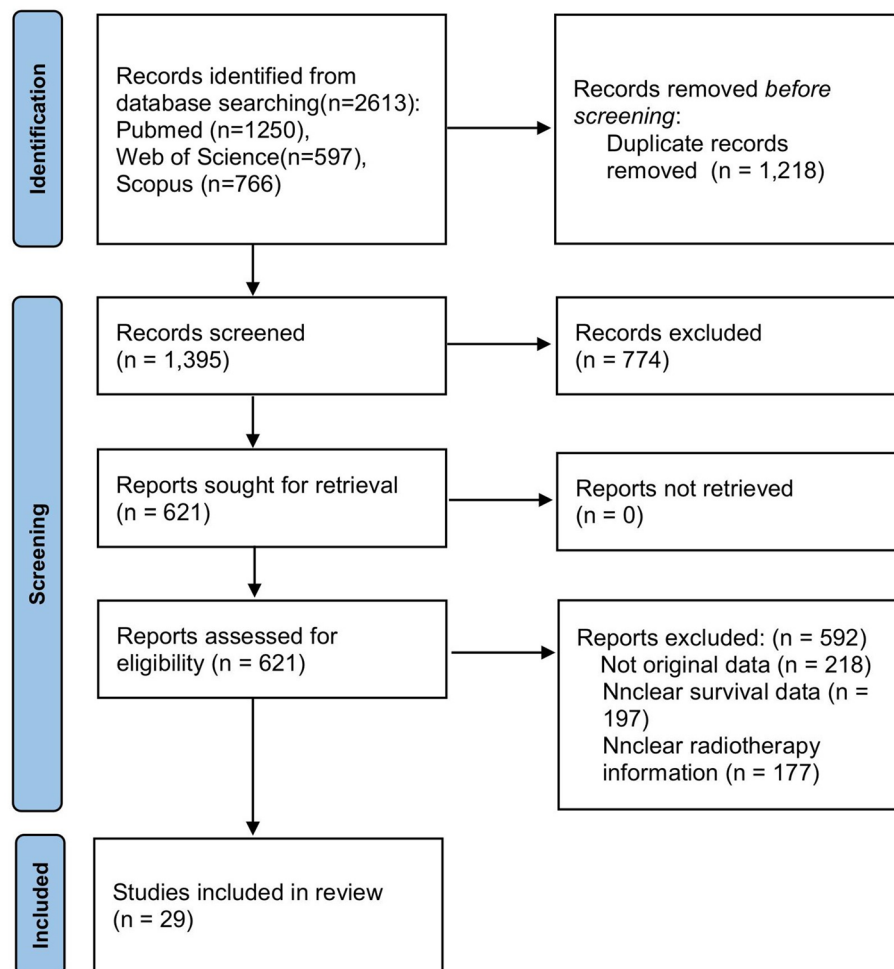 Identification
Records identified from
database searching(n=2613):
Pubmed (n=1250),
Web of Science(n=597),
Scopus (n=766)
Records removed before
screening:
Duplicate records
removed  (n = 1,218)
Screening
Records screened
(n = 1,395)
Records excluded
(n = 774)
Reports sought for retrieval
(n = 621)
Reports not retrieved
(n = 0)
Reports assessed for
eligibility (n = 621)
Reports excluded: (n = 592)
Not original data (n = 218)
Nnclear survival data (n =
197)
Nnclear radiotherapy
information (n = 177)
Included
Studies included in review
(n = 29)